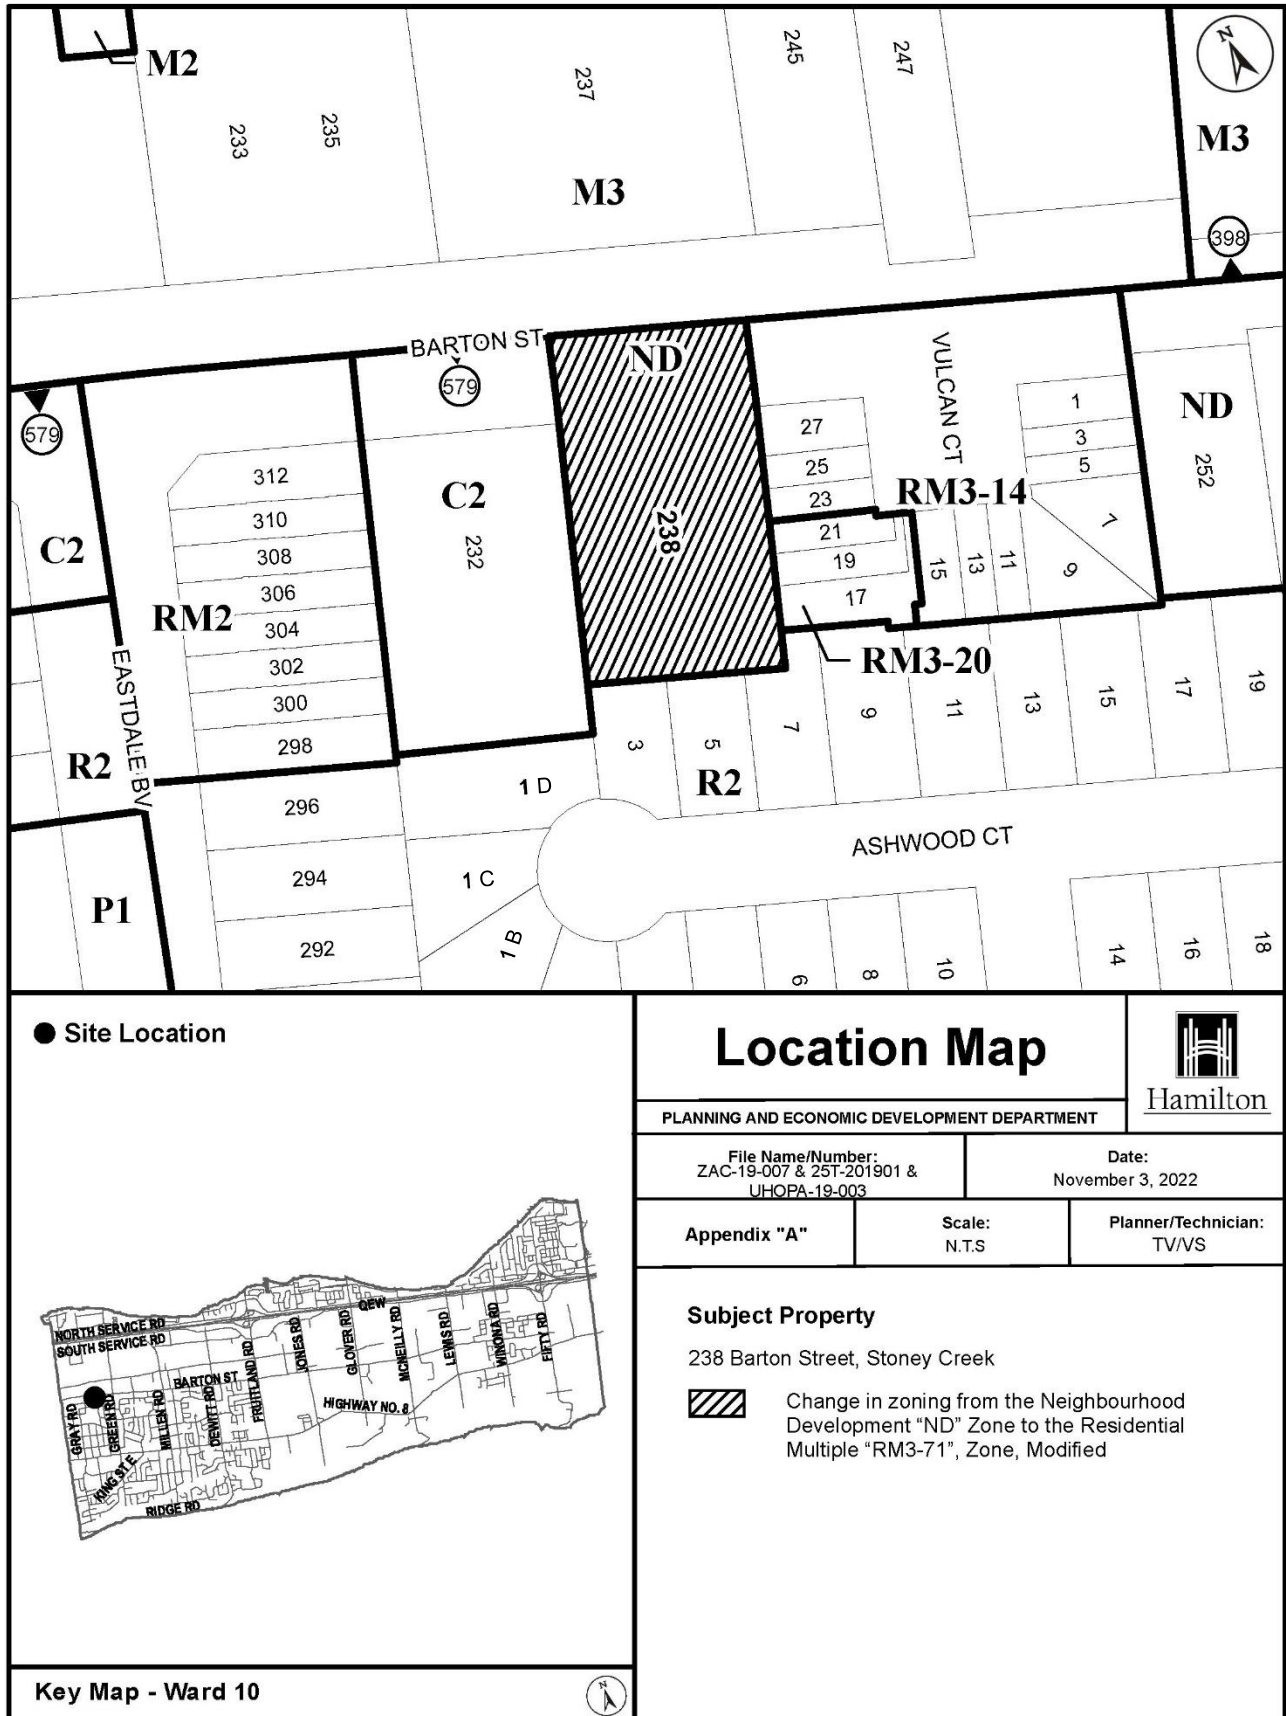 M2
233
235
237
245
247
M3
M3
398
N
BARTON ST
579
579
ND
238
VULCAN CT
27
25
23
21
19
17
1
3
5
7
9
11
13
15
RM3-14
RM3-20
ND
252
C2
C2
232
312
310
308
306
304
302
300
298
RM2
EASTDALE BV
R2
P1
296
294
292
1 D
1 C
1 B
3
5
7
9
11
13
15
17
19
R2
ASHWOOD CT
6
8
10
14
16
18
Site Location
NORTH SERVICE RD
SOUTH SERVICE RD
QEW
BARTON ST
GRAY RD
GREEN RD
MILLEN RD
DEWITT RD
FRUITLAND RD
JONES RD
GLOVER RD
MCNEILLY RD
LEWIS RD
WINONA RD
FIFTY RD
HIGHWAY NO. 8
KING ST E
RIDGE RD
Key Map - Ward 10
N
Location Map
Hamilton
PLANNING AND ECONOMIC DEVELOPMENT DEPARTMENT
File Name/Number:
ZAC-19-007 & 25T-201901 &
UHOPA-19-003
Date:
November 3, 2022
Appendix "A"
Scale:
N.T.S
Planner/Technician:
TV/VS
Subject Property
238 Barton Street, Stoney Creek
Change in zoning from the Neighbourhood
Development “ND” Zone to the Residential
Multiple “RM3-71”, Zone, Modified